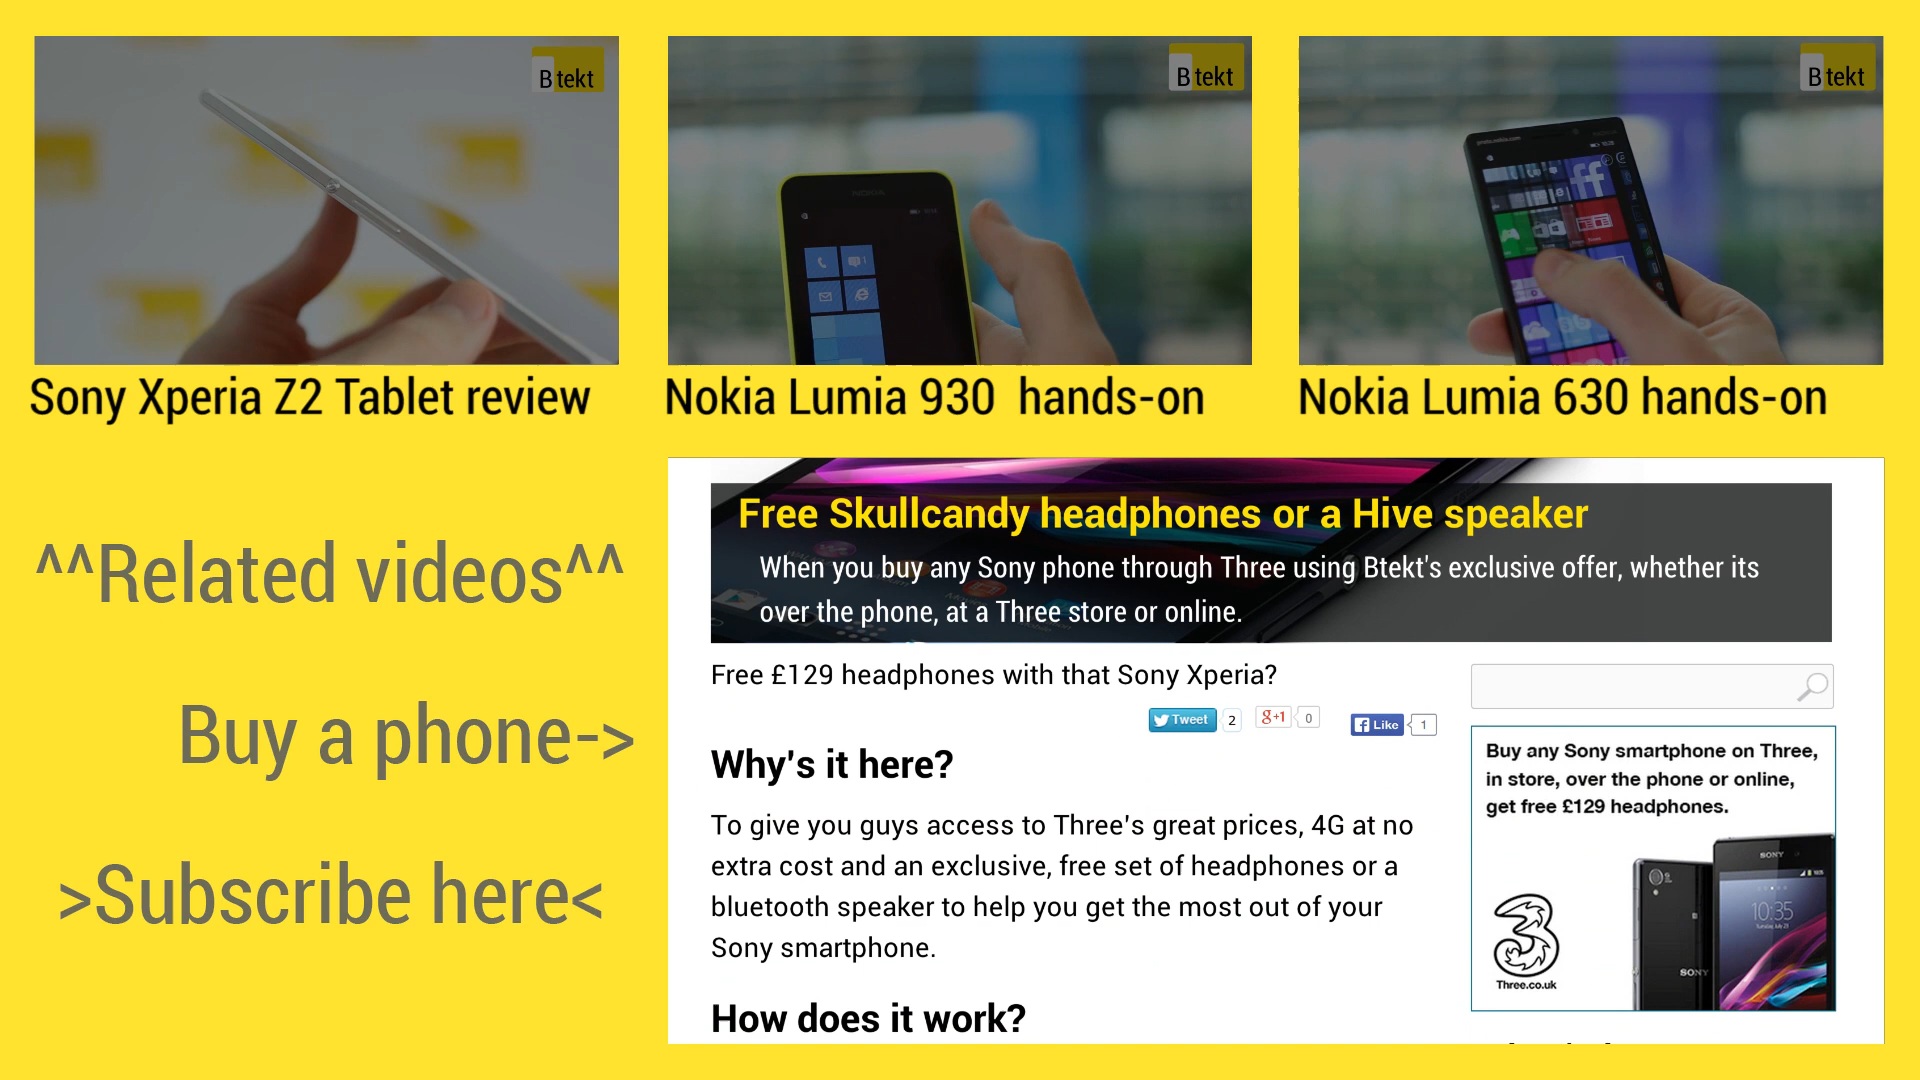 Btekt
Btekt
Btekt
NOKIA
Sony Xperia Z2 Tablet review
Nokia Lumia 930 hands-on
Nokia Lumia 630 hands-on
^^Related videos^^
Buy a phone->
>Subscribe here<
Free Skullcandy headphones or a Hive speaker
When you buy any Sony phone through Three using Btekt's exclusive offer, whether its
over the phone, at a Three store or online.
Free £129 headphones with that Sony Xperia?
Tweet 2
g+1 0
Like 1
Why's it here?
To give you guys access to Three's great prices, 4G at no
extra cost and an exclusive, free set of headphones or a
bluetooth speaker to help you get the most out of your
Sony smartphone.
How does it work?
Buy any Sony smartphone on Three,
in store, over the phone or online,
get free £129 headphones.
SONY
10:35
SONY
Three.co.uk